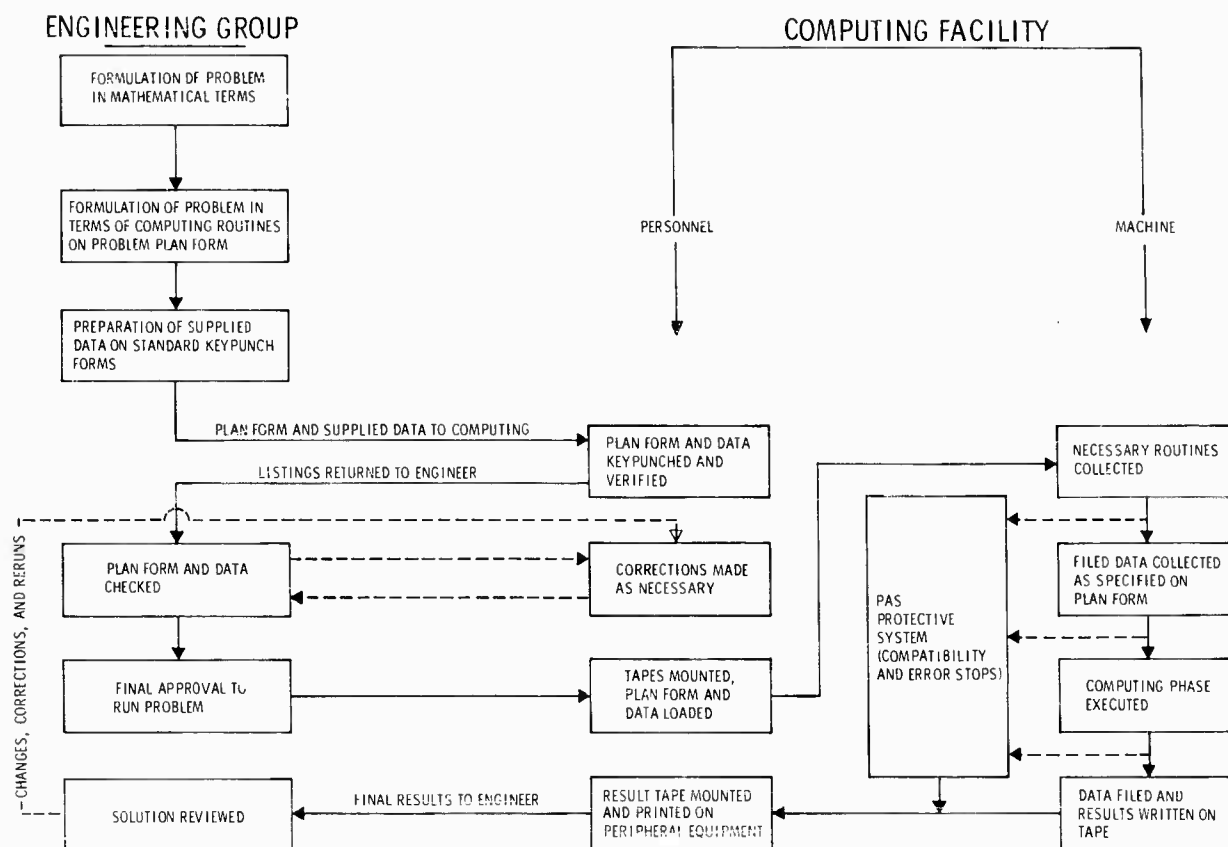 ENGINEERING GROUP
COMPUTING FACILITY
FORMULATION OF PROBLEM
IN MATHEMATICAL TERMS
FORMULATION OF PROBLEM IN
TERMS OF COMPUTING ROUTINES
ON PROBLEM PLAN FORM
PERSONNEL
MACHINE
PREPARATION OF SUPPLIED
DATA ON STANDARD KEYPUNCH
FORMS
PLAN FORM AND SUPPLIED DATA TO COMPUTING
LISTINGS RETURNED TO ENGINEER
PLAN FORM AND DATA
KEYPUNCHED AND
VERIFIED
NECESSARY ROUTINES
COLLECTED
CHANGES, CORRECTIONS, AND RERUNS
PLAN FORM AND DATA
CHECKED
CORRECTIONS MADE
AS NECESSARY
PAS
PROTECTIVE
SYSTEM
(COMPATIBILITY
AND ERROR STOPS)
FILED DATA COLLECTED
AS SPECIFIED ON
PLAN FORM
FINAL APPROVAL TO
RUN PROBLEM
TAPES MOUNTED,
PLAN FORM AND
DATA LOADED
COMPUTING PHASE
EXECUTED
SOLUTION REVIEWED
FINAL RESULTS TO ENGINEER
RESULT TAPE MOUNTED
AND PRINTED ON
PERIPHERAL EQUIPMENT
DATA FILED AND
RESULTS WRITTEN ON
TAPE